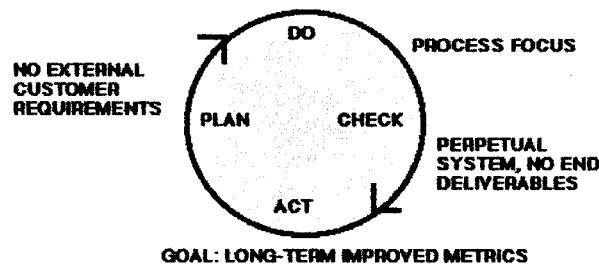 DO
PROCESS FOCUS
NO EXTERNAL
CUSTOMER
REQUIREMENTS
PLAN
CHECK
PERPETUAL
SYSTEM, NO END
DELIVERABLES
ACT
GOAL: LONG-TERM IMPROVED METRICS